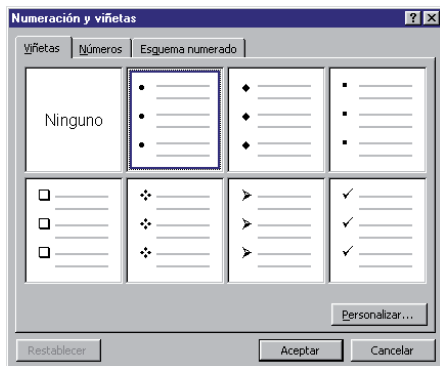 Numeración y viñetas
Viñetas Números Esquema numerado
Ninguno
Personalizar...
Restablecer Aceptar Cancelar